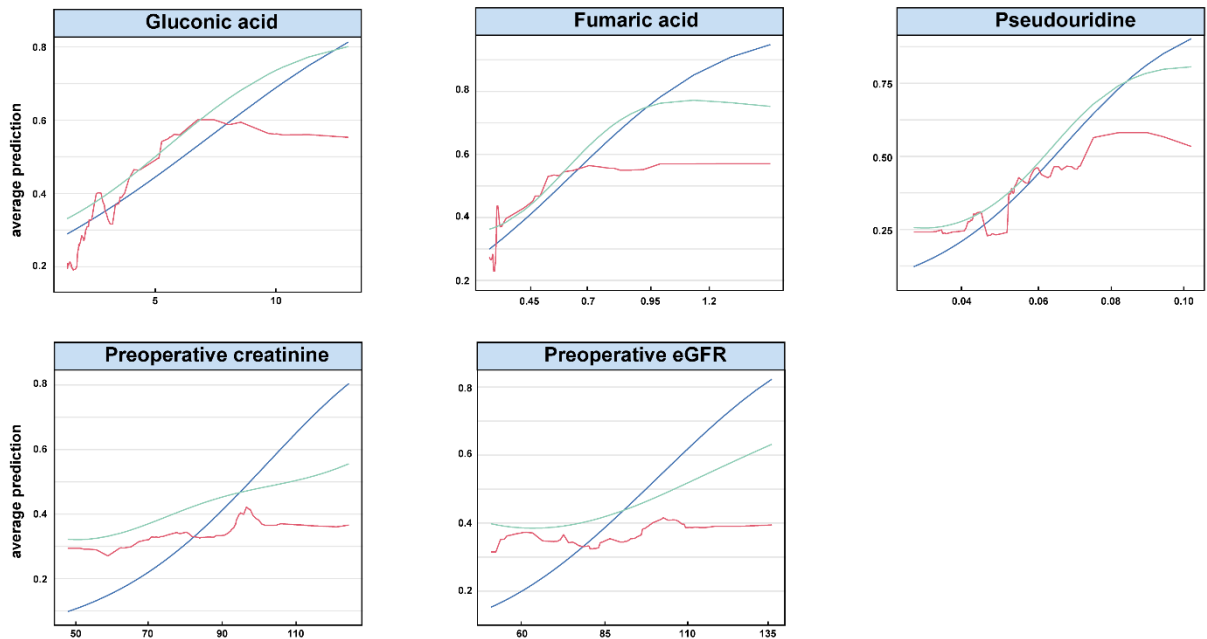 Gluconic acid
Fumaric acid
Pseudouridine
average prediction
0.8
0.6
0.4
0.2
5 10
0.8
0.6
0.4
0.2
0.45 0.7 0.95 1.2
0.75
0.50
0.25
0.04 0.06 0.08 0.10
Preoperative creatinine
Preoperative eGFR
average prediction
0.8
0.6
0.4
0.2
50 70 90 110
0.8
0.6
0.4
0.2
60 85 110 135